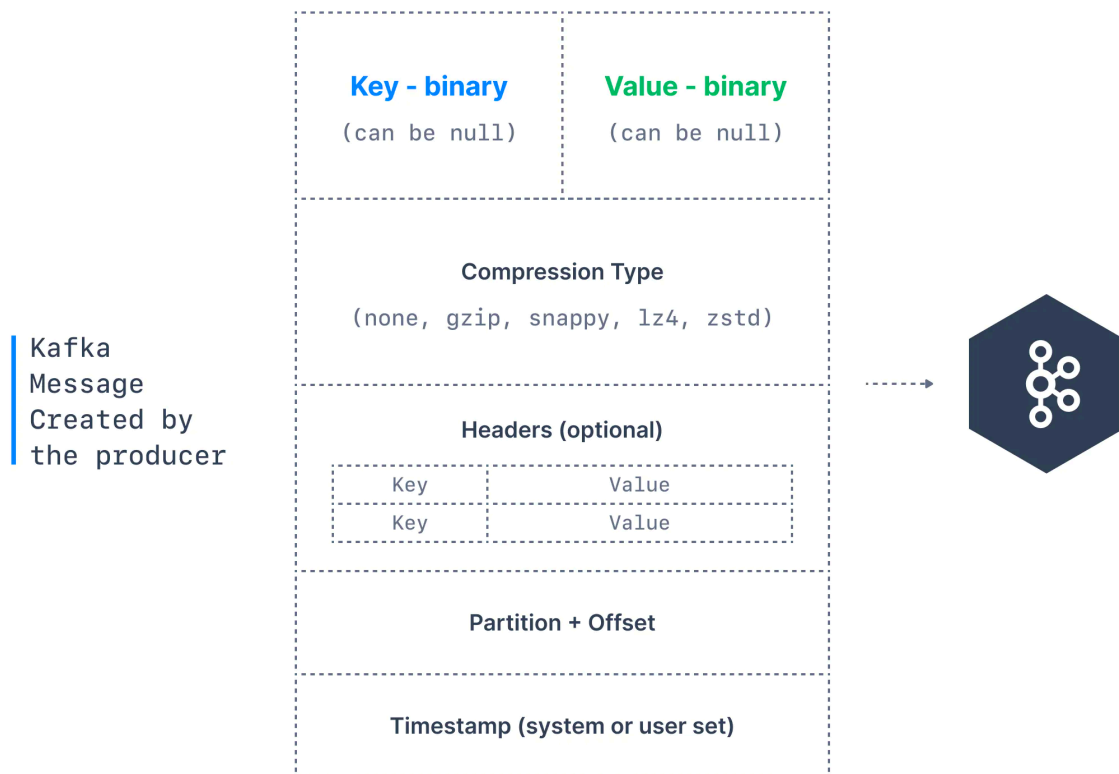 Key - binary
Value - binary
(can be null)
(can be null)
Compression Type
(none, gzip, snappy, lz4, zstd)
Kafka
Message
Created by
the producer
Headers (optional)
Key
Value
Key
Value
Partition + Offset
Timestamp (system or user set)